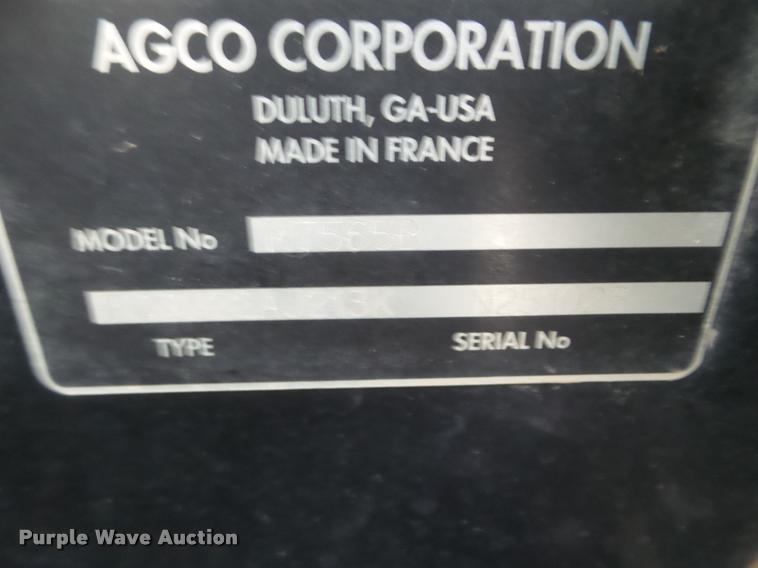 AGCO CORPORATION
DULUTH, GA-USA
MADE IN FRANCE
MODEL No
TYPE SERIAL No
Purple Wave Auction